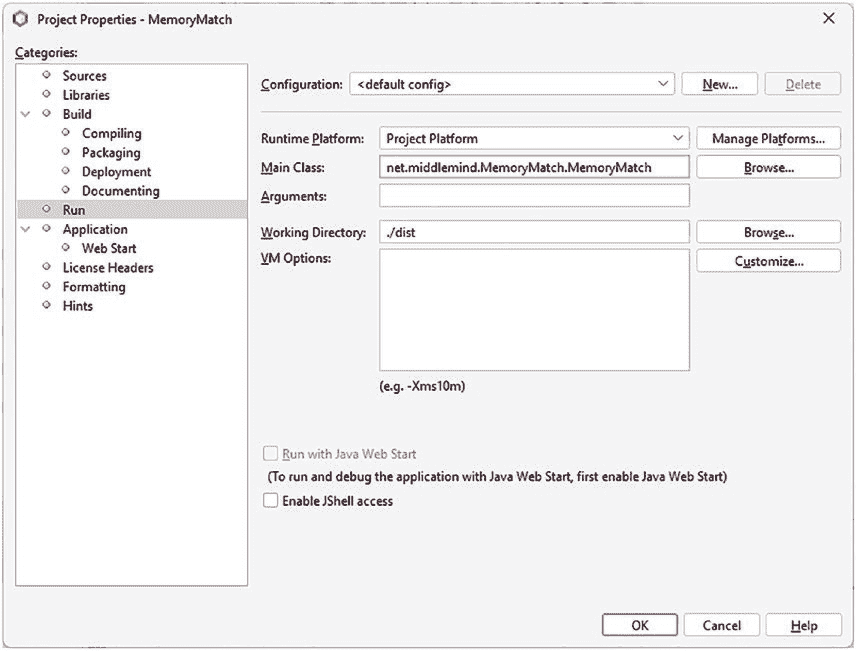 Project Properties - MemoryMatch
Categories:
Sources
Libraries
Build
Compiling
Packaging
Deployment
Documenting
Run
Application
Web Start
License Headers
Formatting
Hints
Configuration: <default config> New... Delete
Runtime Platform: Project Platform Manage Platforms...
Main Class: net.middlemind.MemoryMatch.MemoryMatch Browse...
Arguments:
Working Directory: ./dist Browse...
VM Options: Customize...
(e.g. -Xms10m)
Run with Java Web Start
(To run and debug the application with Java Web Start, first enable Java Web Start)
Enable JShell access
OK Cancel Help